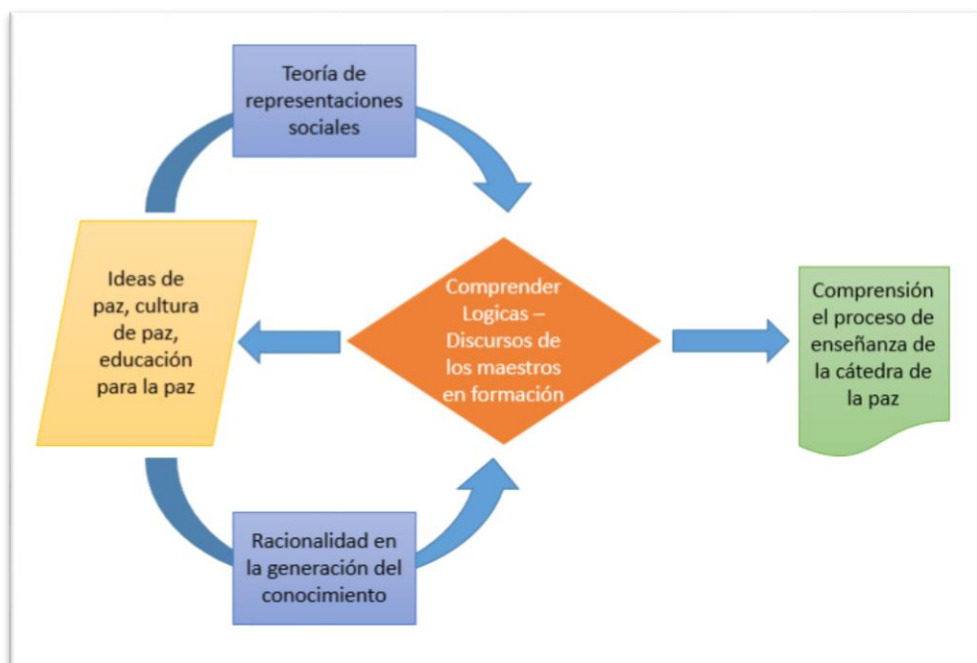 Teoría de
representaciones
sociales
Ideas de
paz, cultura
de paz,
educación
para la paz
Comprender
Logicas –
Discursos de
los maestros
en formación
Comprensión
el proceso de
enseñanza de
la cátedra de
la paz
Racionalidad en
la generación del
conocimiento